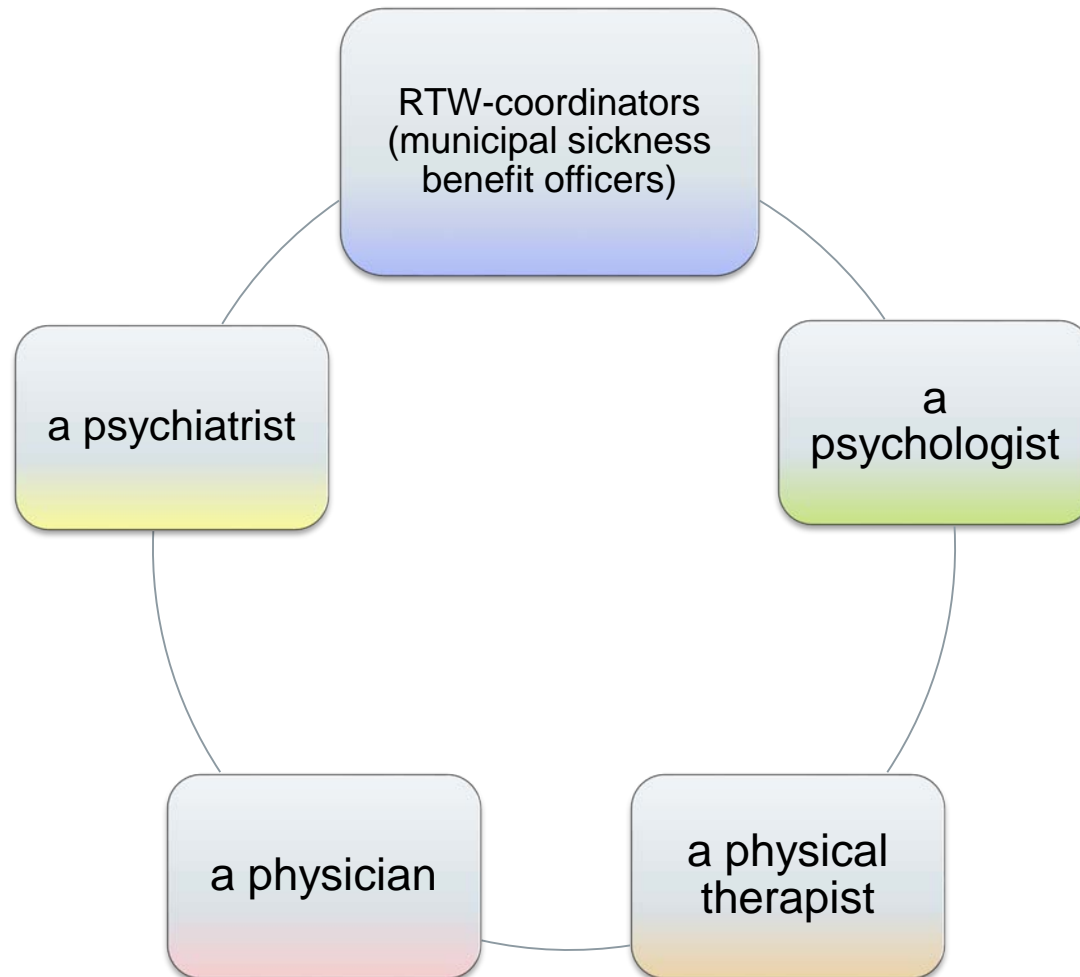 RTW-coordinators
(municipal sickness
benefit officers)
a psychiatrist
a
psychologist
a physician
a physical
therapist